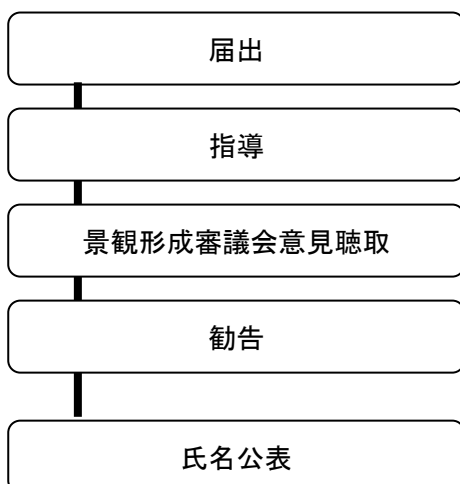 届出
指導
景観形成審議会意見聴取
勧告
氏名公表